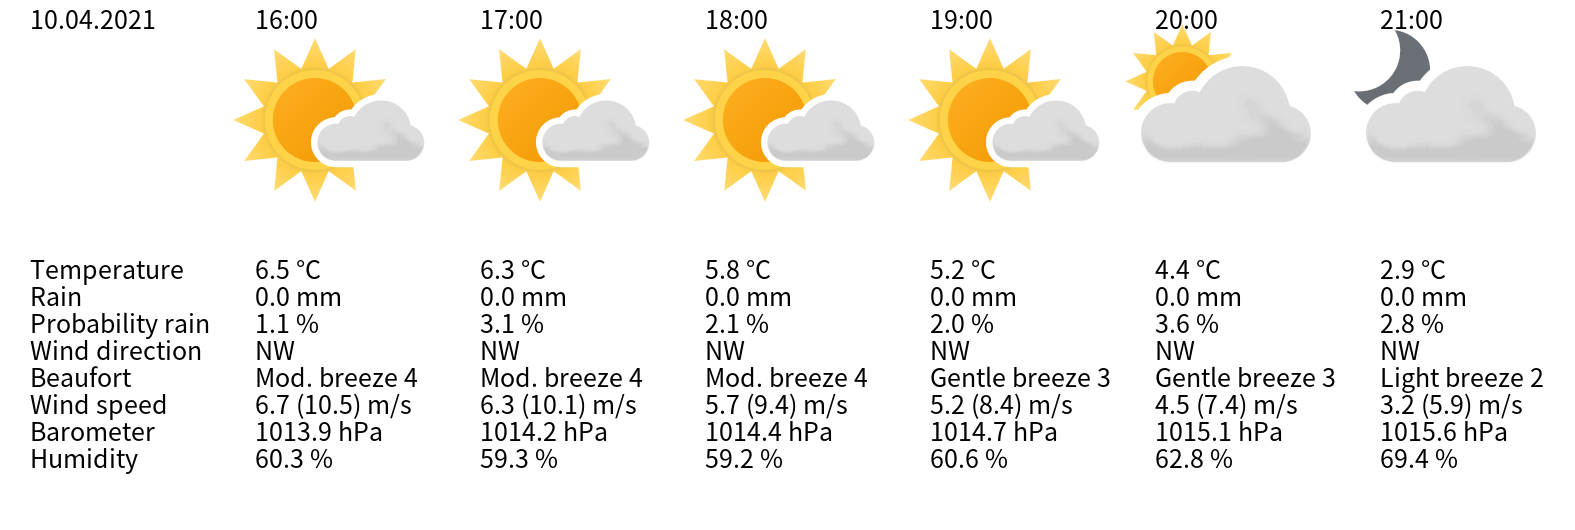 10.04.2021 16:00 17:00 18:00 19:00 20:00 21:00
Temperature 6.5 °C 6.3 °C 5.8 °C 5.2 °C 4.4 °C 2.9 °C
Rain 0.0 mm 0.0 mm 0.0 mm 0.0 mm 0.0 mm 0.0 mm
Probability rain 1.1 % 3.1 % 2.1 % 2.0 % 3.6 % 2.8 %
Wind direction NW NW NW NW NW NW
Beaufort Mod. breeze 4 Mod. breeze 4 Mod. breeze 4 Gentle breeze 3 Gentle breeze 3 Light breeze 2
Wind speed 6.7 (10.5) m/s 6.3 (10.1) m/s 5.7 (9.4) m/s 5.2 (8.4) m/s 4.5 (7.4) m/s 3.2 (5.9) m/s
Barometer 1013.9 hPa 1014.2 hPa 1014.4 hPa 1014.7 hPa 1015.1 hPa 1015.6 hPa
Humidity 60.3 % 59.3 % 59.2 % 60.6 % 62.8 % 69.4 %